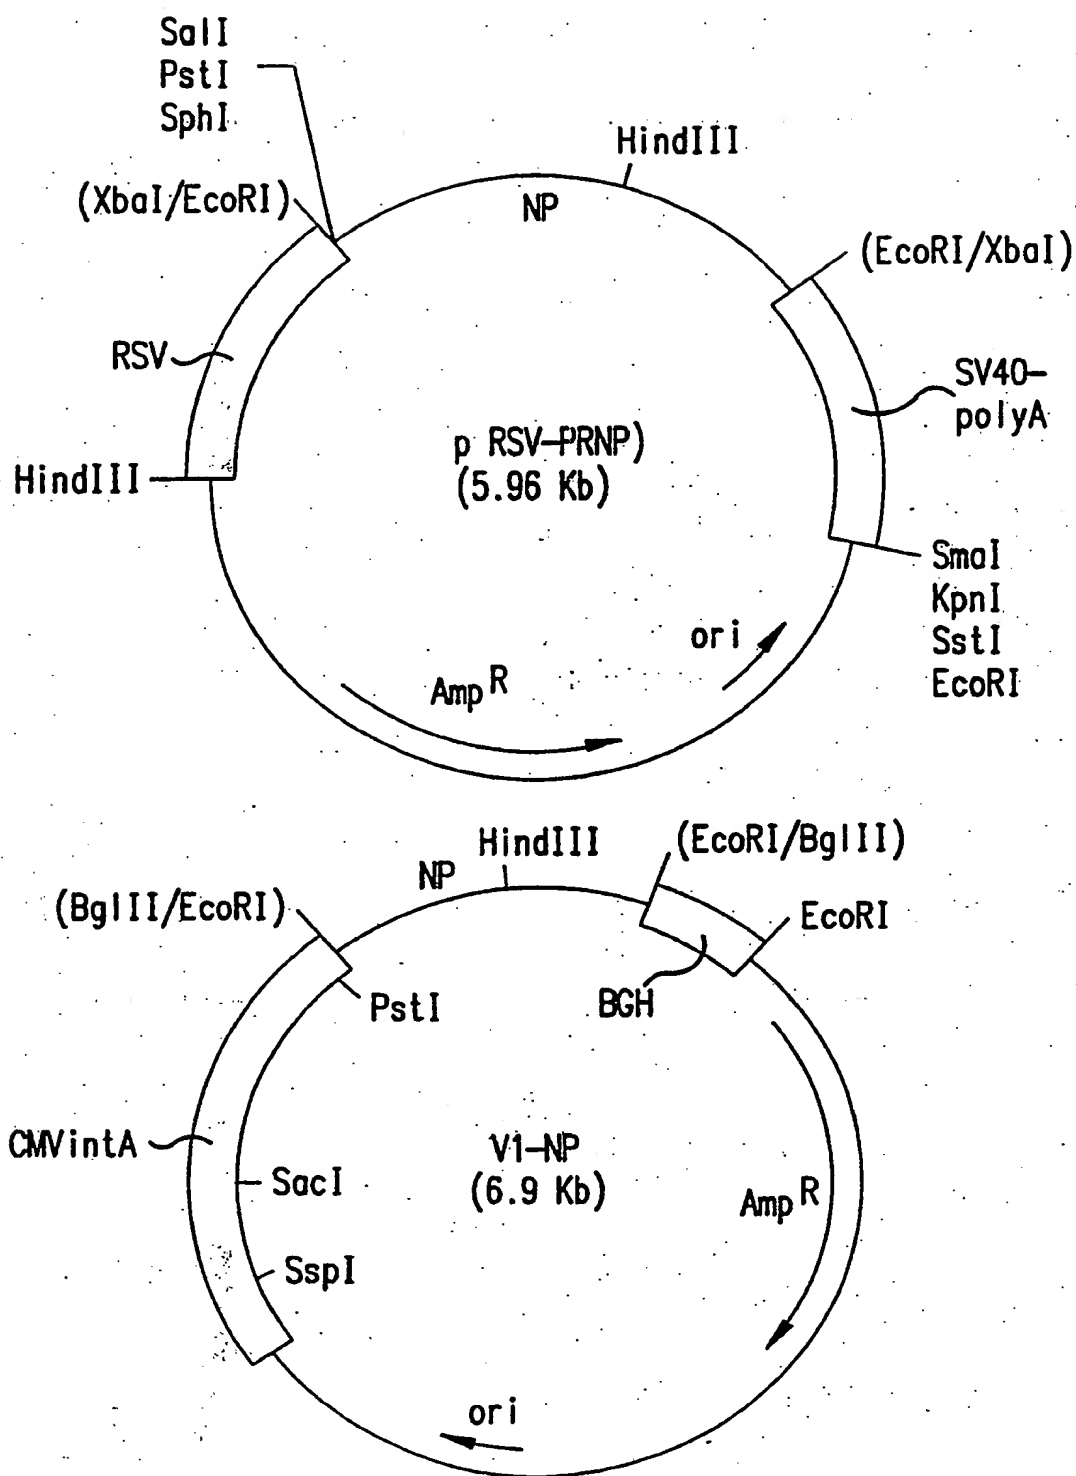 SalI
PstI
SphI
HindIII
(XbaI/EcoRI)
NP
(EcoRI/XbaI)
RSV
SV40-
polyA
p RSV-PRNP)
(5.96 Kb)
HindIII
SmaI
KpnI
SstI
EcoRI
ori
Amp R
HindIII
(EcoRI/BglII)
NP
(BglII/EcoRI)
EcoRI
PstI
BGH
CMVintA
V1-NP
(6.9 Kb)
SacI
Amp R
SspI
ori